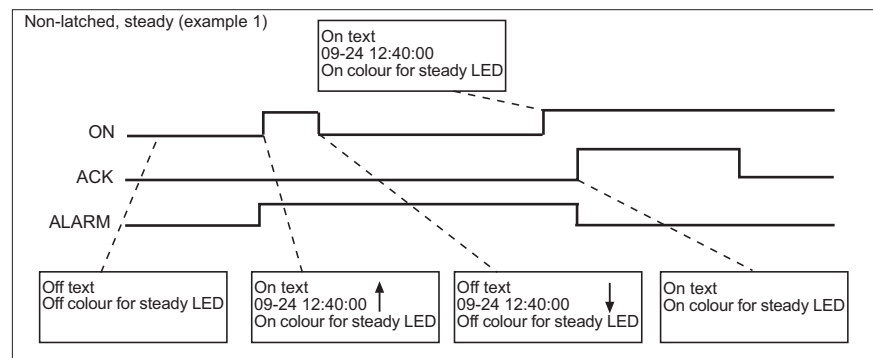 Non-latched, steady (example 1)
On text
09-24 12:40:00
On colour for steady LED
ON
ACK
ALARM
Off text
Off colour for steady LED
On text
09-24 12:40:00
On colour for steady LED
Off text
09-24 12:40:00
Off colour for steady LED
On text
On colour for steady LED